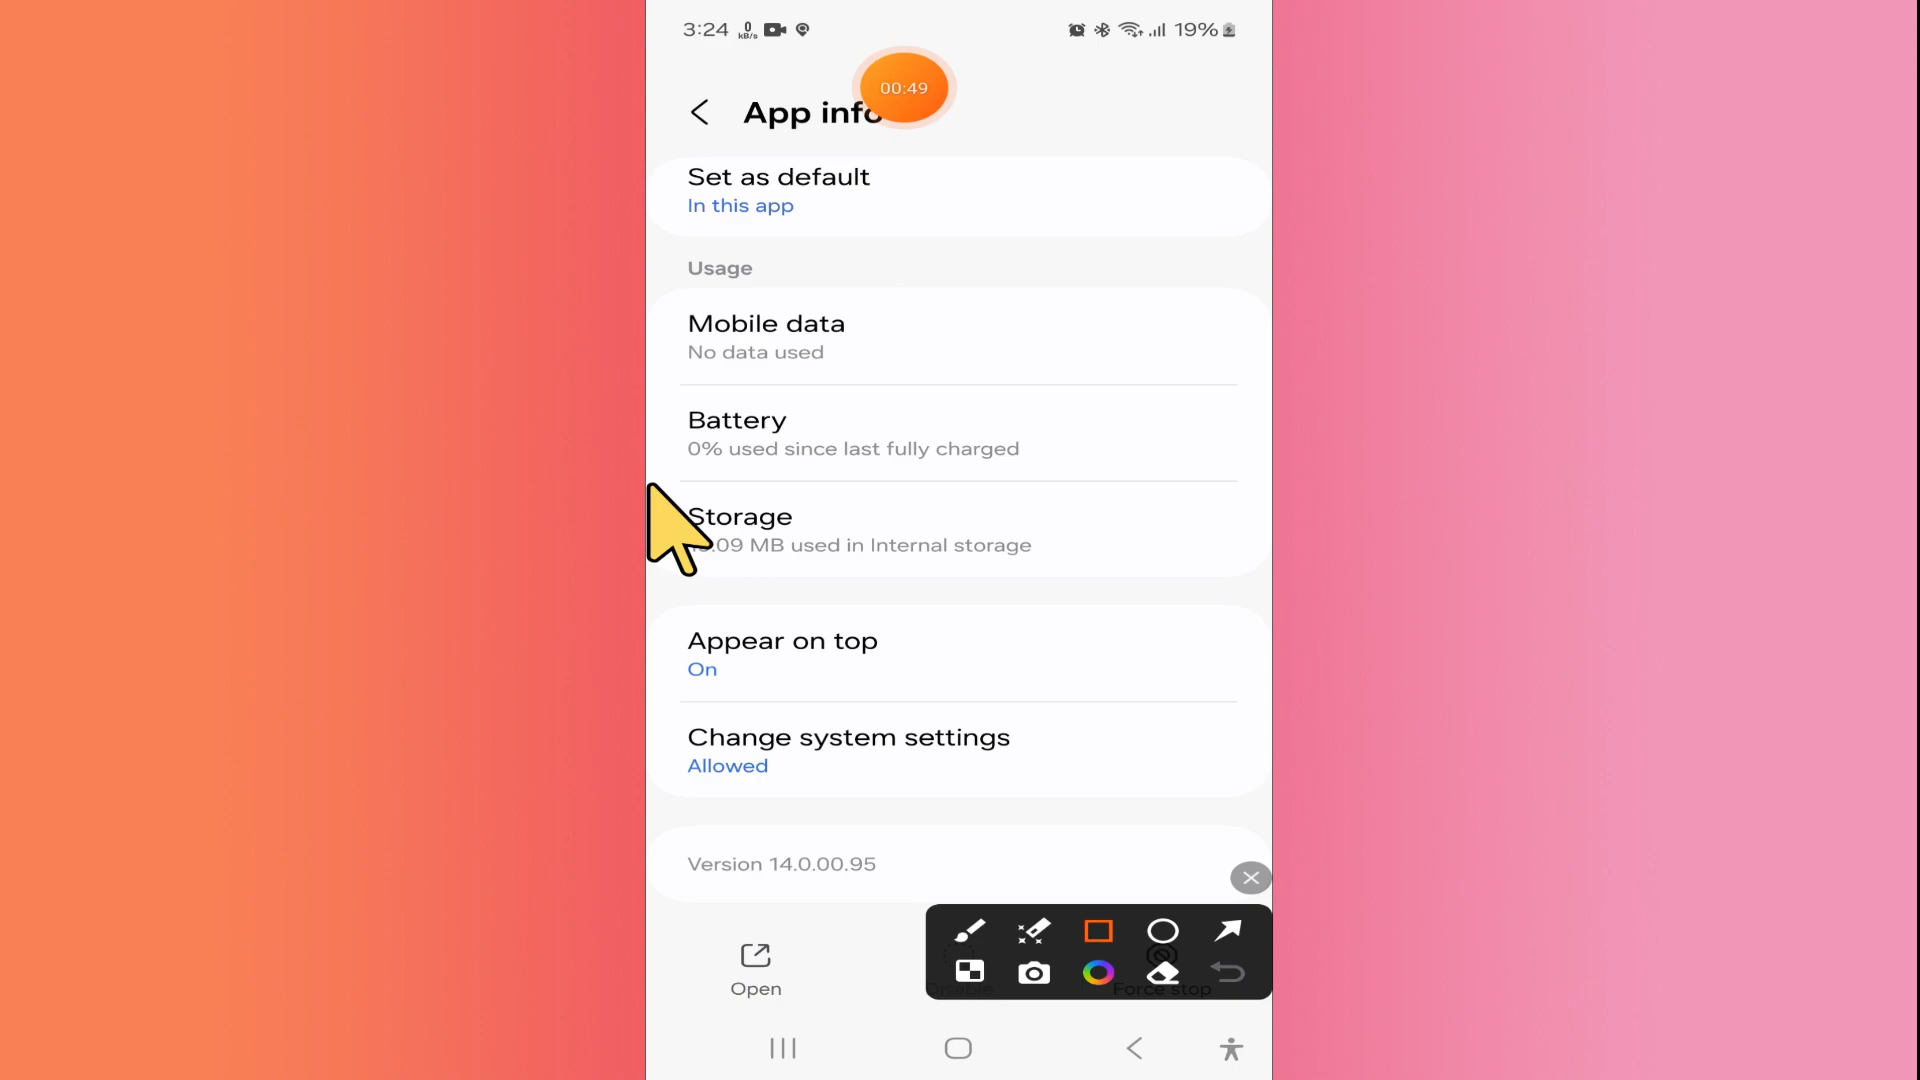 3:24 0 kB/s 19%
00:49
App info
Set as default
In this app
Usage
Mobile data
No data used
Battery
0% used since last fully charged
Storage
.09 MB used in Internal storage
Appear on top
On
Change system settings
Allowed
Version 14.0.00.95
Open Disable Force stop